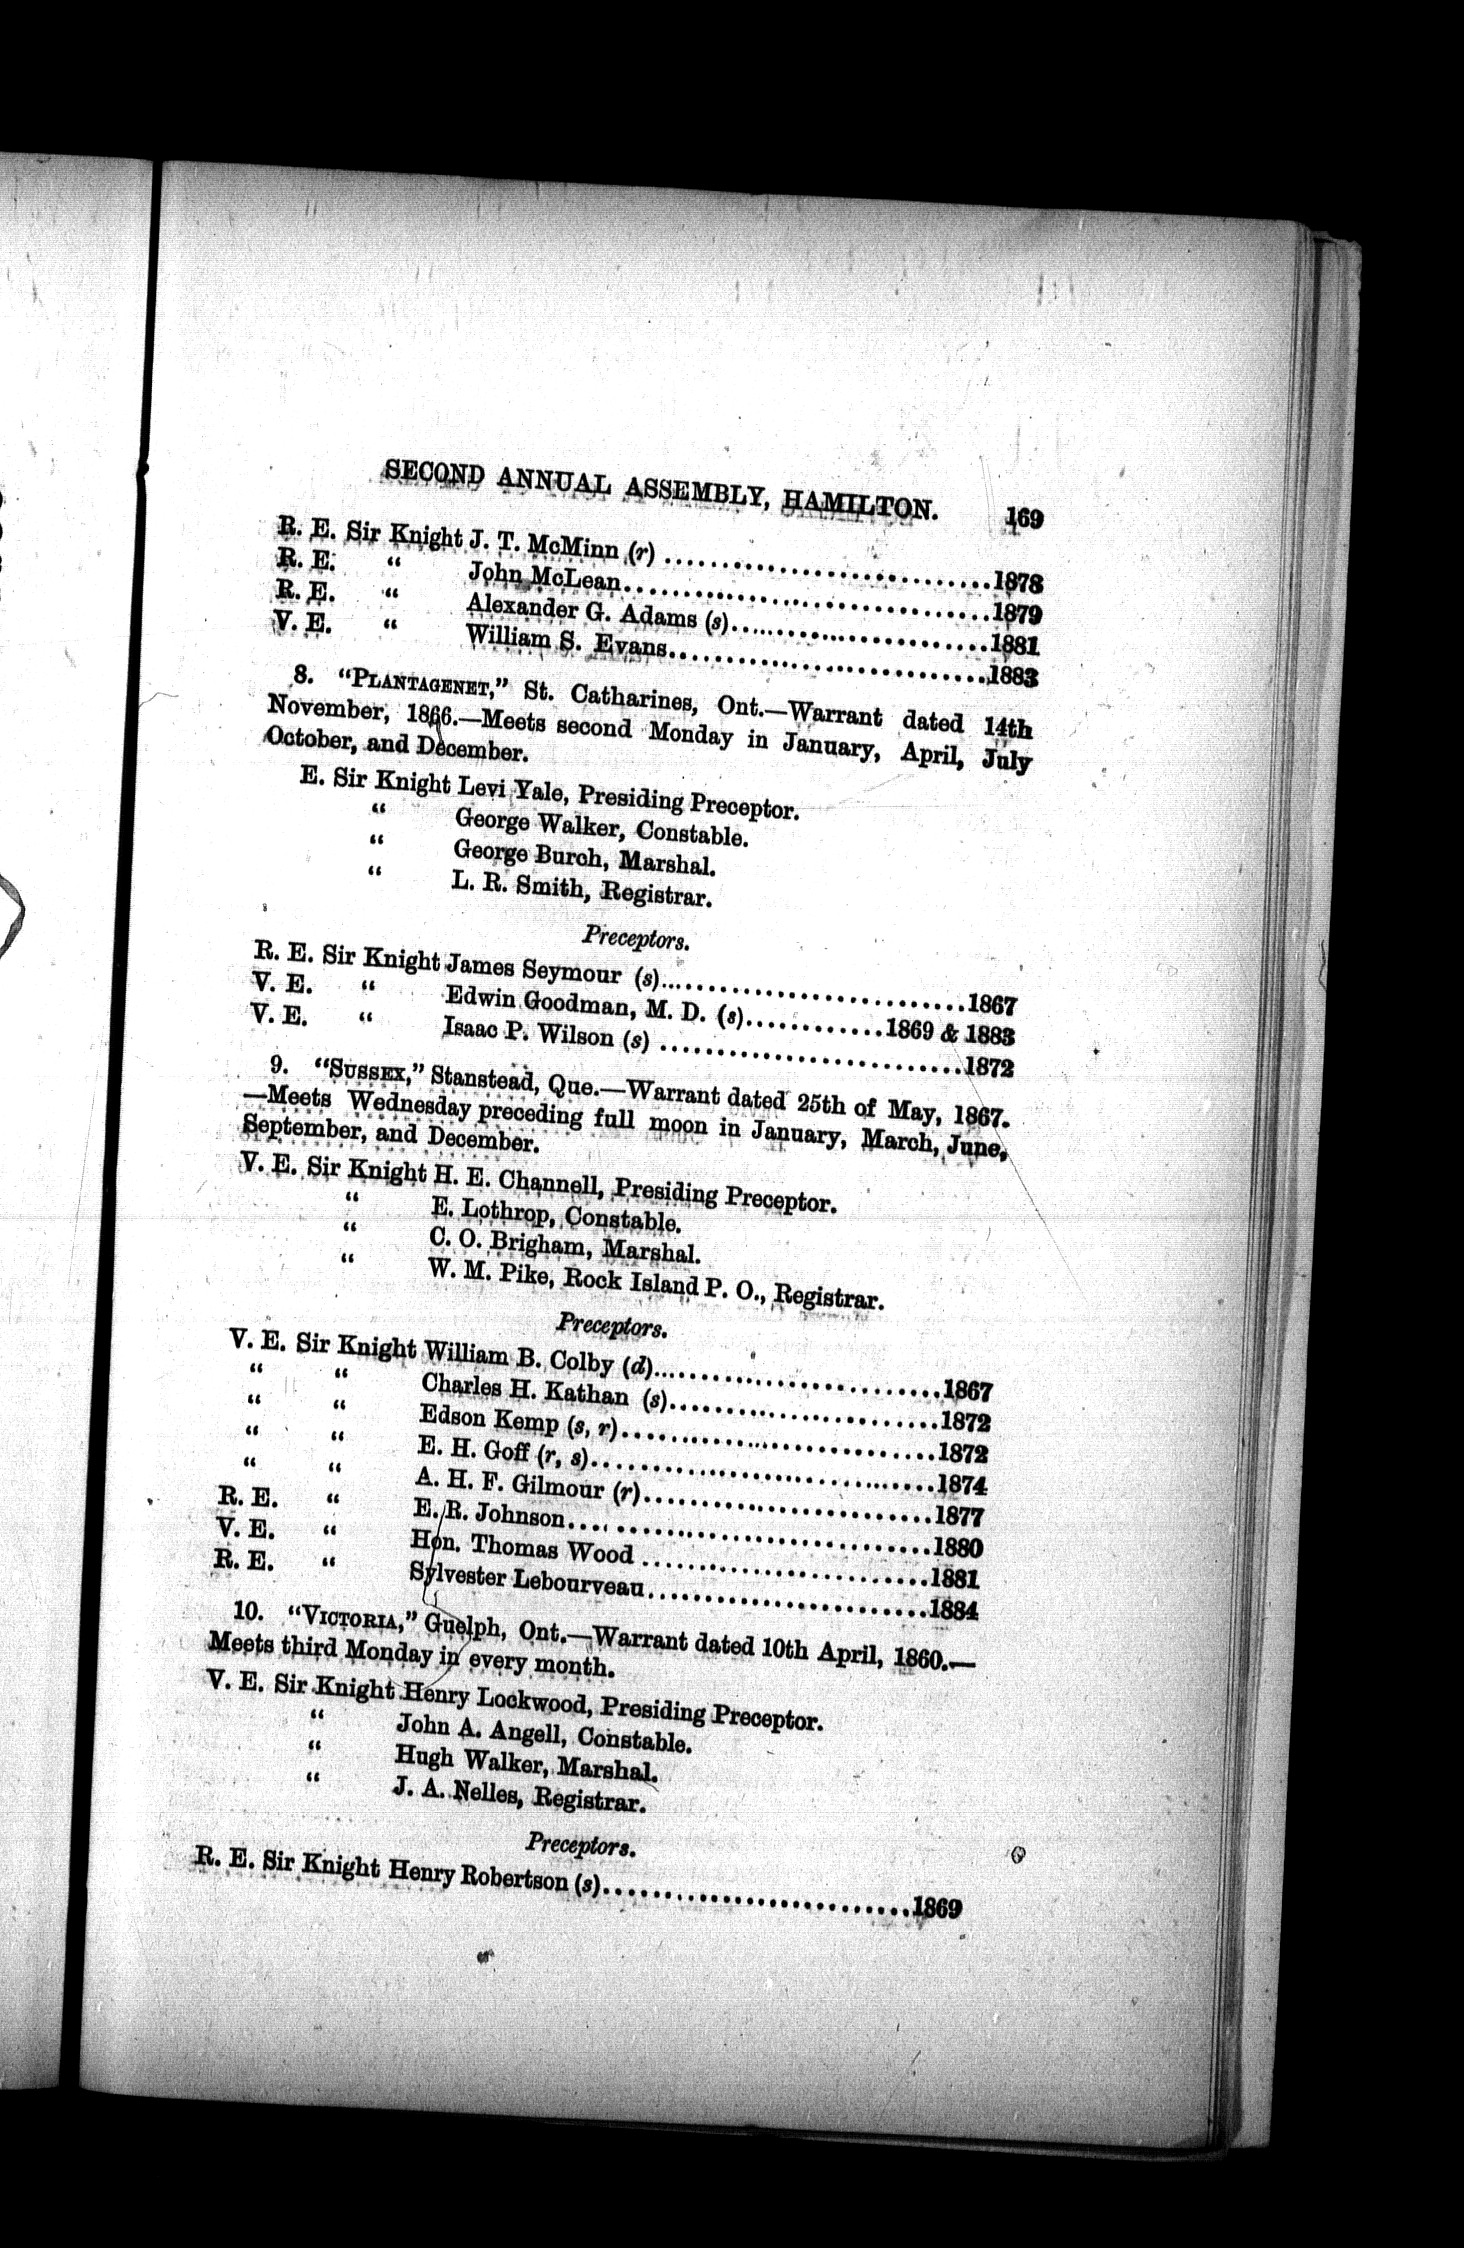 SECOND ANNUAL ASSEMBLY, HAMILTON. 169
R. E. Sir Knight J. T. McMinn (r) ..............................1878
R. E. “ John McLean..................................1879
R. E. “ Alexander G. Adams (s)........................1881
V. E. “ William S. Evans..............................1883
8. “PLANTAGENET,” St. Catharines, Ont.—Warrant dated 14th
November, 1866.—Meets second Monday in January, April, July
October, and December.
E. Sir Knight Levi Yale, Presiding Preceptor.
“ George Walker, Constable.
“ George Burch, Marshal.
“ L. R. Smith, Registrar.
Preceptors.
R. E. Sir Knight James Seymour (s)............................1867
V. E. “ Edwin Goodman, M. D. (s)............1869 & 1883
V. E. “ Isaac P. Wilson (s) ............................1872
9. “SUSSEX,” Stanstead, Que.—Warrant dated 25th of May, 1867.
—Meets Wednesday preceding full moon in January, March, June,
September, and December.
V. E. Sir Knight H. E. Channell, Presiding Preceptor.
“ E. Lothrop, Constable.
“ C. O. Brigham, Marshal.
“ W. M. Pike, Rock Island P. O., Registrar.
Preceptors.
V. E. Sir Knight William B. Colby (d)..........................1867
“ “ Charles H. Kathan (s)........................1872
“ “ Edson Kemp (s, r)............................1872
“ “ E. H. Goff (r, s)..............................1874
“ “ A. H. F. Gilmour (r)..........................1877
R. E. “ E. R. Johnson................................1880
V. E. “ Hon. Thomas Wood ..........................1881
R. E. “ Sylvester Lebourveau..........................1884
10. “VICTORIA,” Guelph, Ont.—Warrant dated 10th April, 1860.—
Meets third Monday in every month.
V. E. Sir Knight Henry Lockwood, Presiding Preceptor.
“ John A. Angell, Constable.
“ Hugh Walker, Marshal.
“ J. A. Nelles, Registrar.
Preceptors.
R. E. Sir Knight Henry Robertson (s)............................1869